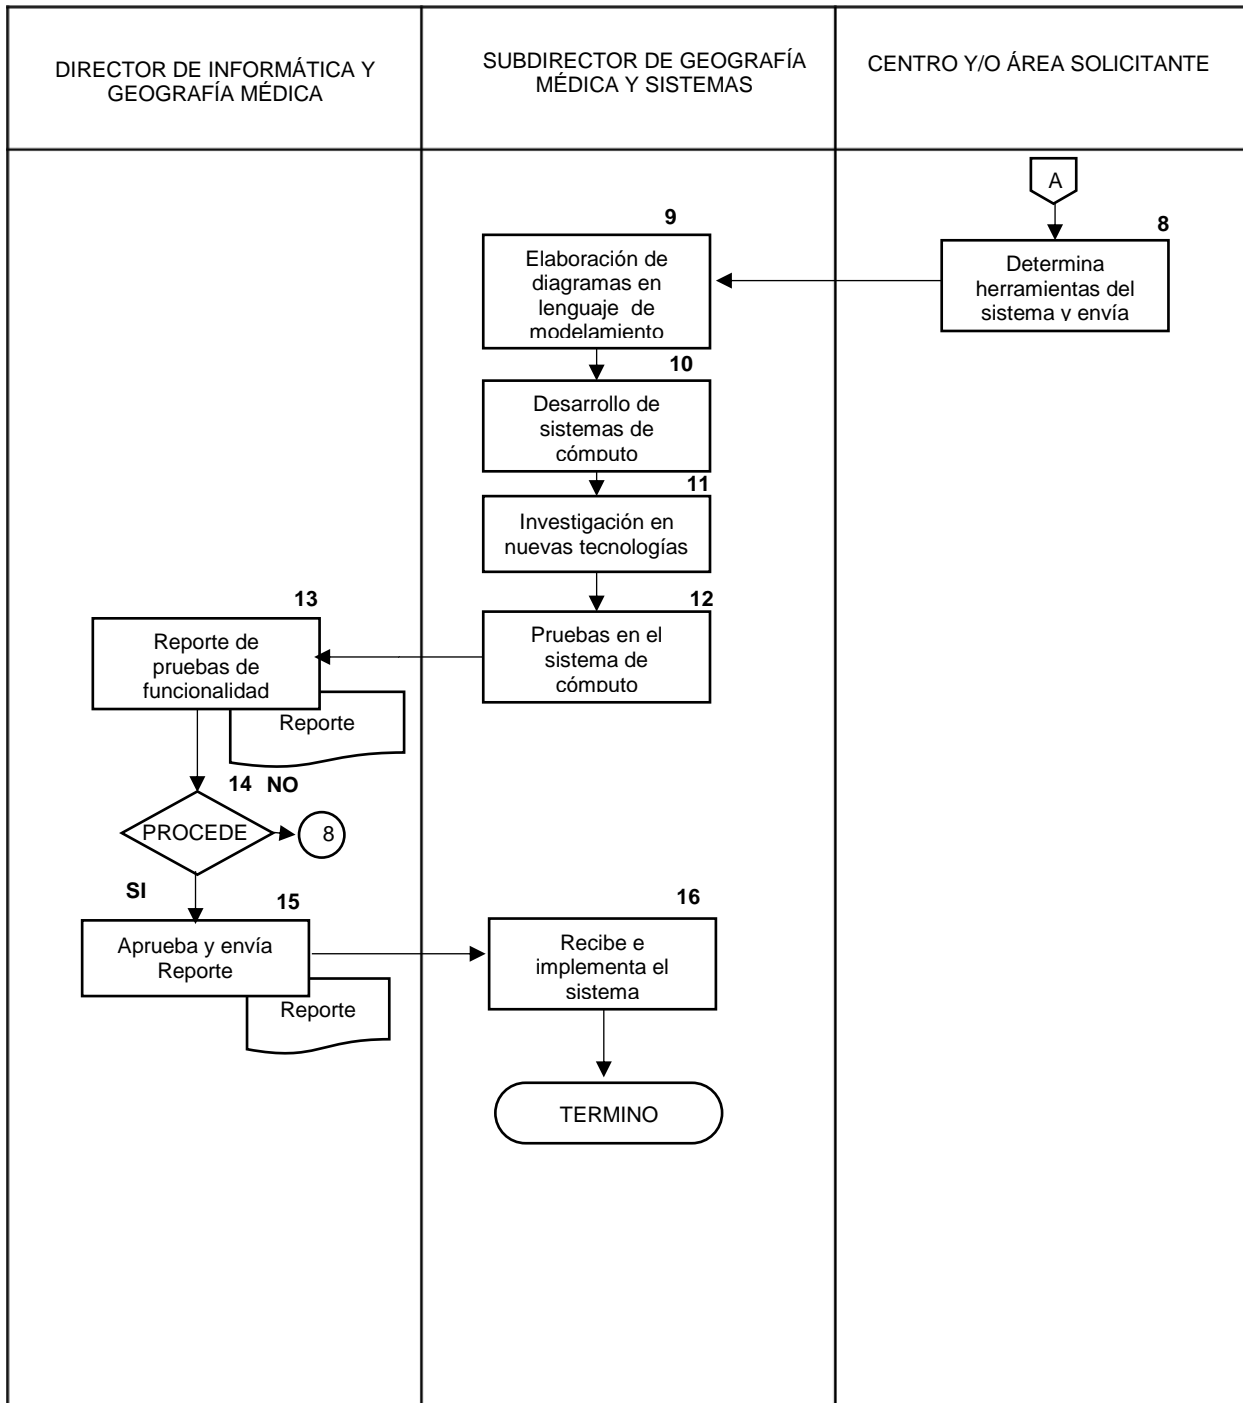 DIRECTOR DE INFORMÁTICA Y
GEOGRAFÍA MÉDICA
SUBDIRECTOR DE GEOGRAFÍA
MÉDICA Y SISTEMAS
CENTRO Y/O ÁREA SOLICITANTE
A
8
Determina
herramientas del
sistema y envía
9
Elaboración de
diagramas en
lenguaje de
modelamiento
10
Desarrollo de
sistemas de
cómputo
11
Investigación en
nuevas tecnologías
12
Pruebas en el
sistema de
cómputo
13
Reporte de
pruebas de
funcionalidad
Reporte
14 NO
PROCEDE
8
SI
15
Aprueba y envía
Reporte
Reporte
16
Recibe e
implementa el
sistema
TERMINO